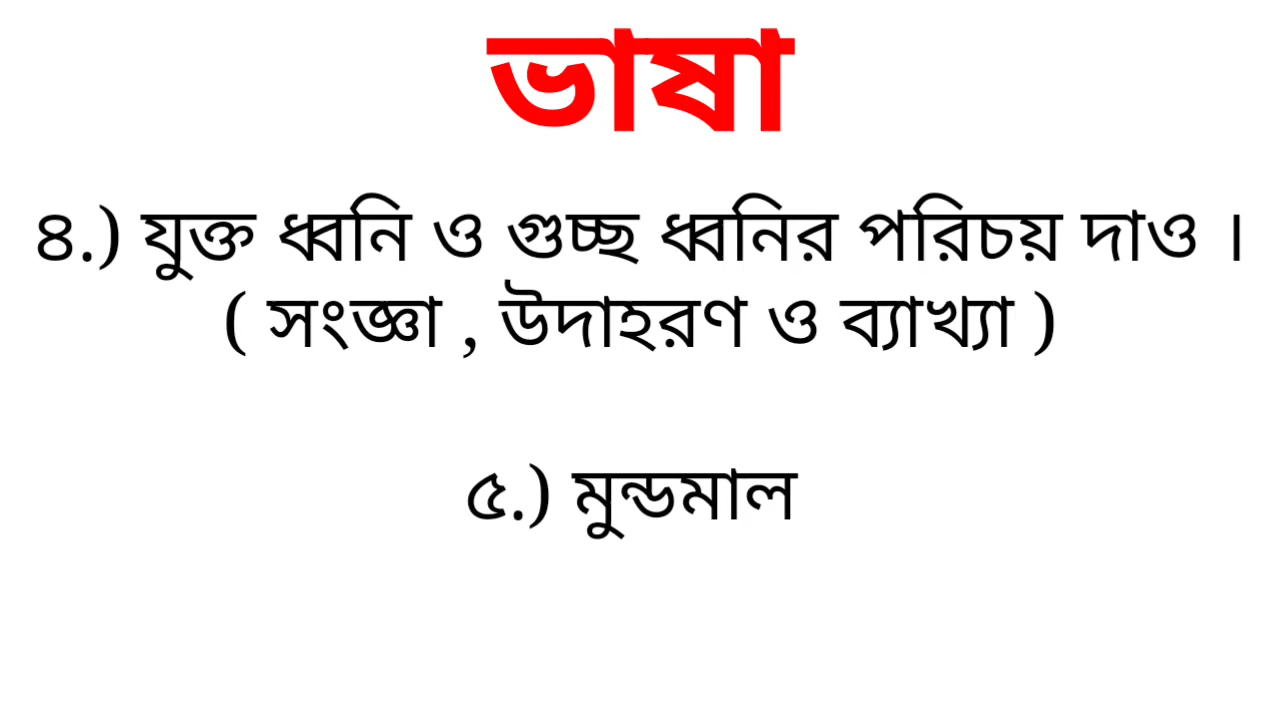 ভাষা
৪.) যুক্ত ধ্বনি ও গুচ্ছ ধ্বনির পরিচয় দাও ।
( সংজ্ঞা , উদাহরণ ও ব্যাখ্যা )
৫.) মুন্ডমাল